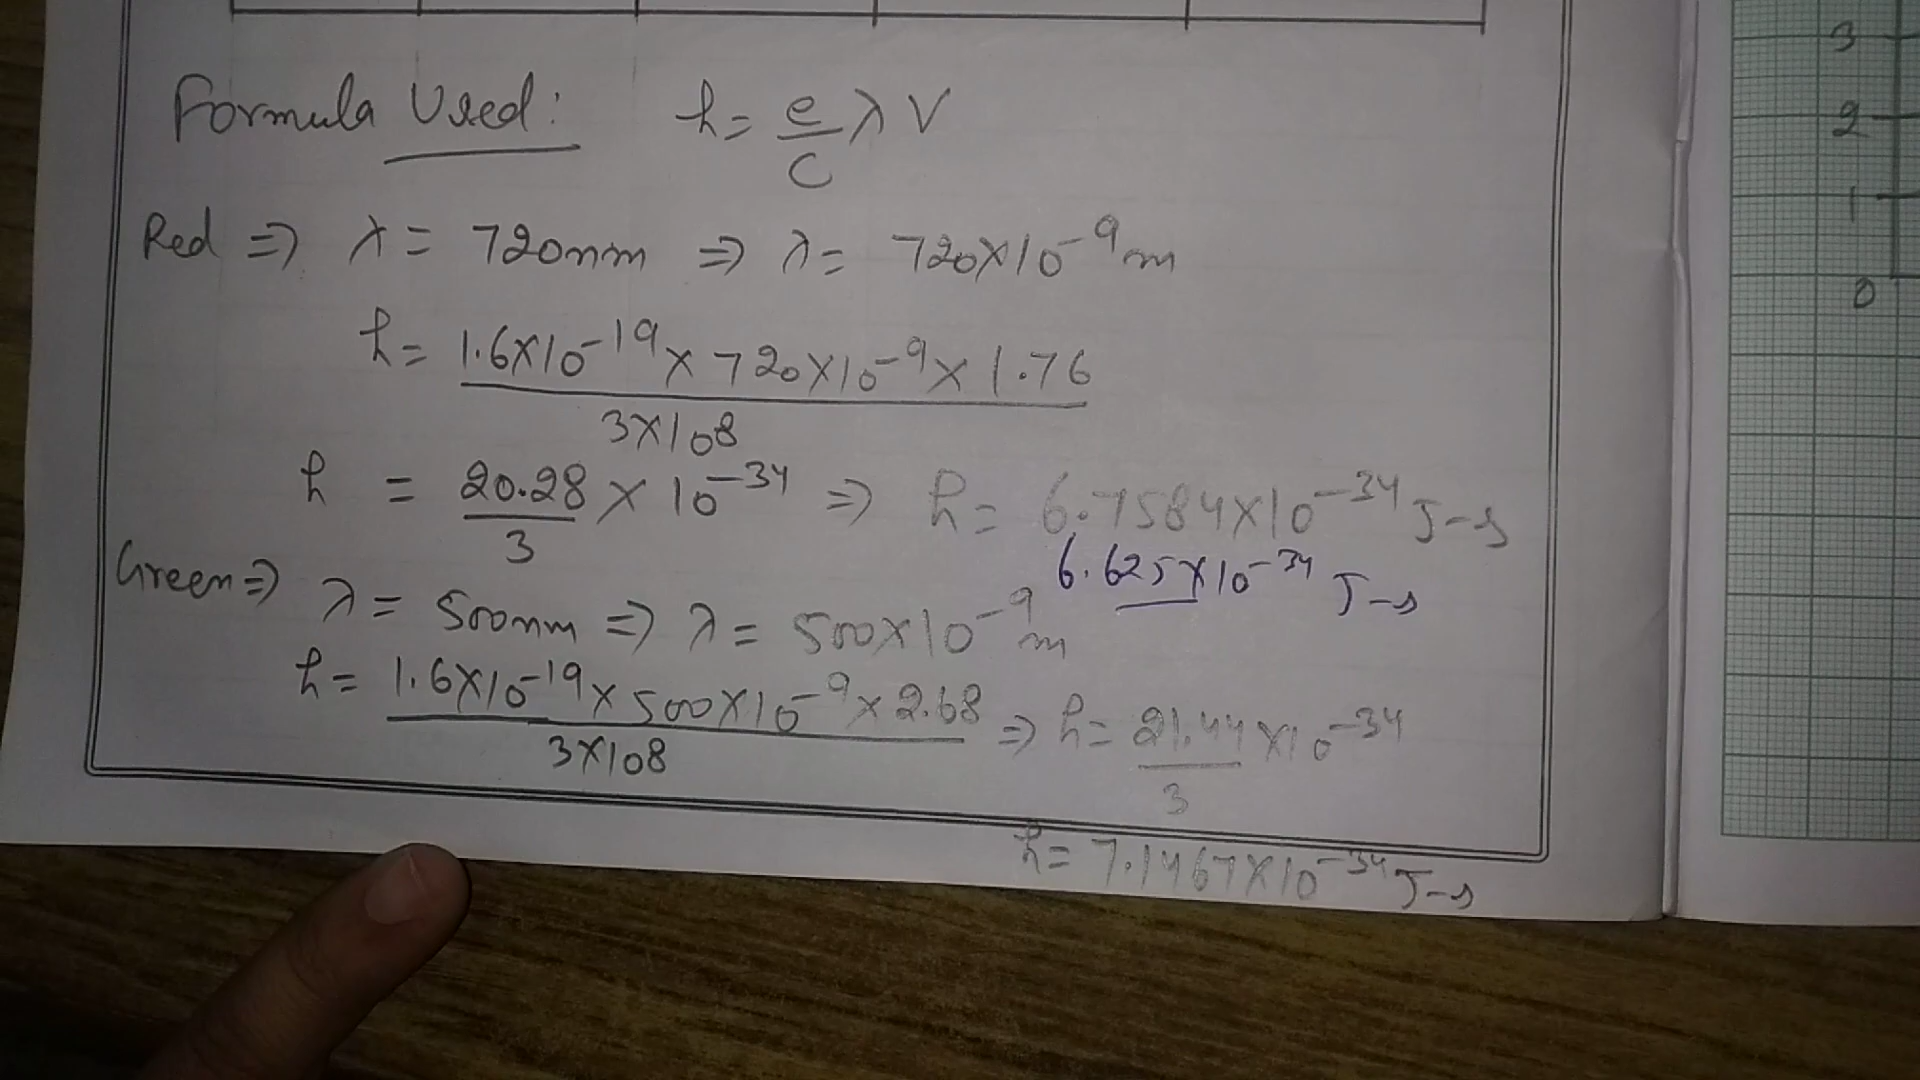 Formula Used: h = e/c λ V
Red ⇒ λ = 720nm ⇒ λ = 720×10⁻⁹m
h = 1.6×10⁻¹⁹ × 720×10⁻⁹ × 1.76 / 3×10⁸
h = 20.28/3 × 10⁻³⁴ ⇒ h = 6.7584×10⁻³⁴ J-s
6.625×10⁻³⁴ J-s
Green ⇒ λ = 500nm ⇒ λ = 500×10⁻⁹m
h = 1.6×10⁻¹⁹ × 500×10⁻⁹ × 2.68 / 3×10⁸ ⇒ h = 21.44/3 × 10⁻³⁴
h = 7.1467×10⁻³⁴ J-s
3
2
1
0